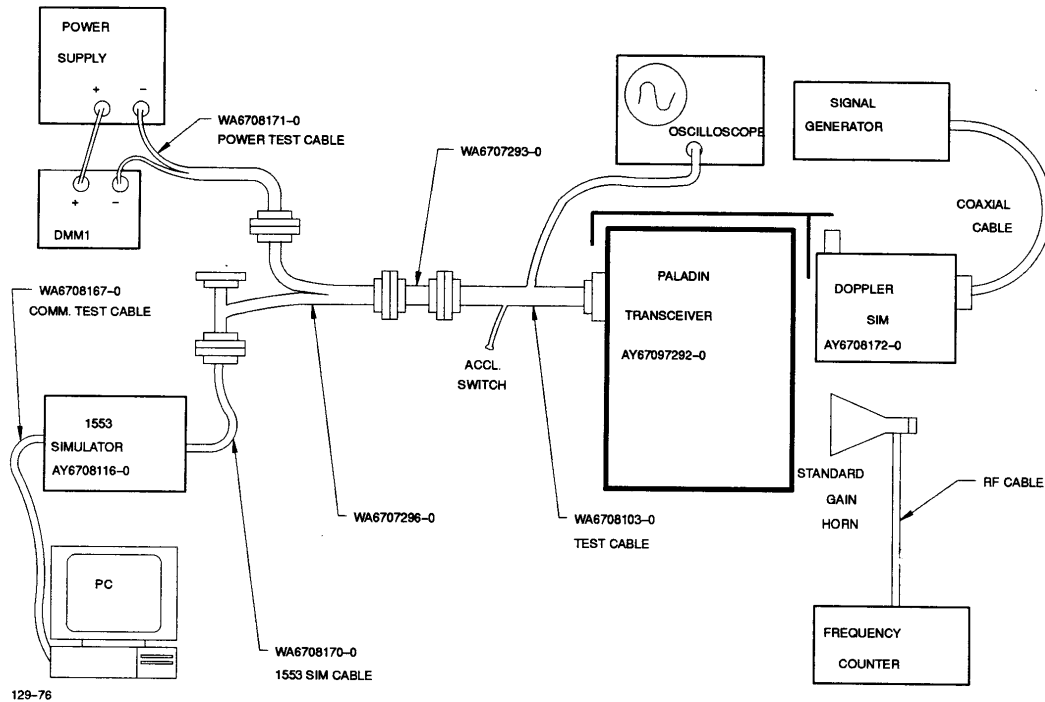 POWER
SUPPLY
+ −
WA6708171-0
POWER TEST CABLE
+ −
DMM1
WA6707293-0
OSCILLOSCOPE
SIGNAL
GENERATOR
COAXIAL
CABLE
WA6708167-0
COMM. TEST CABLE
PALADIN
TRANSCEIVER
AY67097292-0
DOPPLER
SIM
AY6708172-0
ACCL.
SWITCH
1553
SIMULATOR
AY6708116-0
STANDARD
GAIN
HORN
RF CABLE
WA6707296-0
WA6708103-0
TEST CABLE
PC
WA6708170-0
1553 SIM CABLE
FREQUENCY
COUNTER
129-76